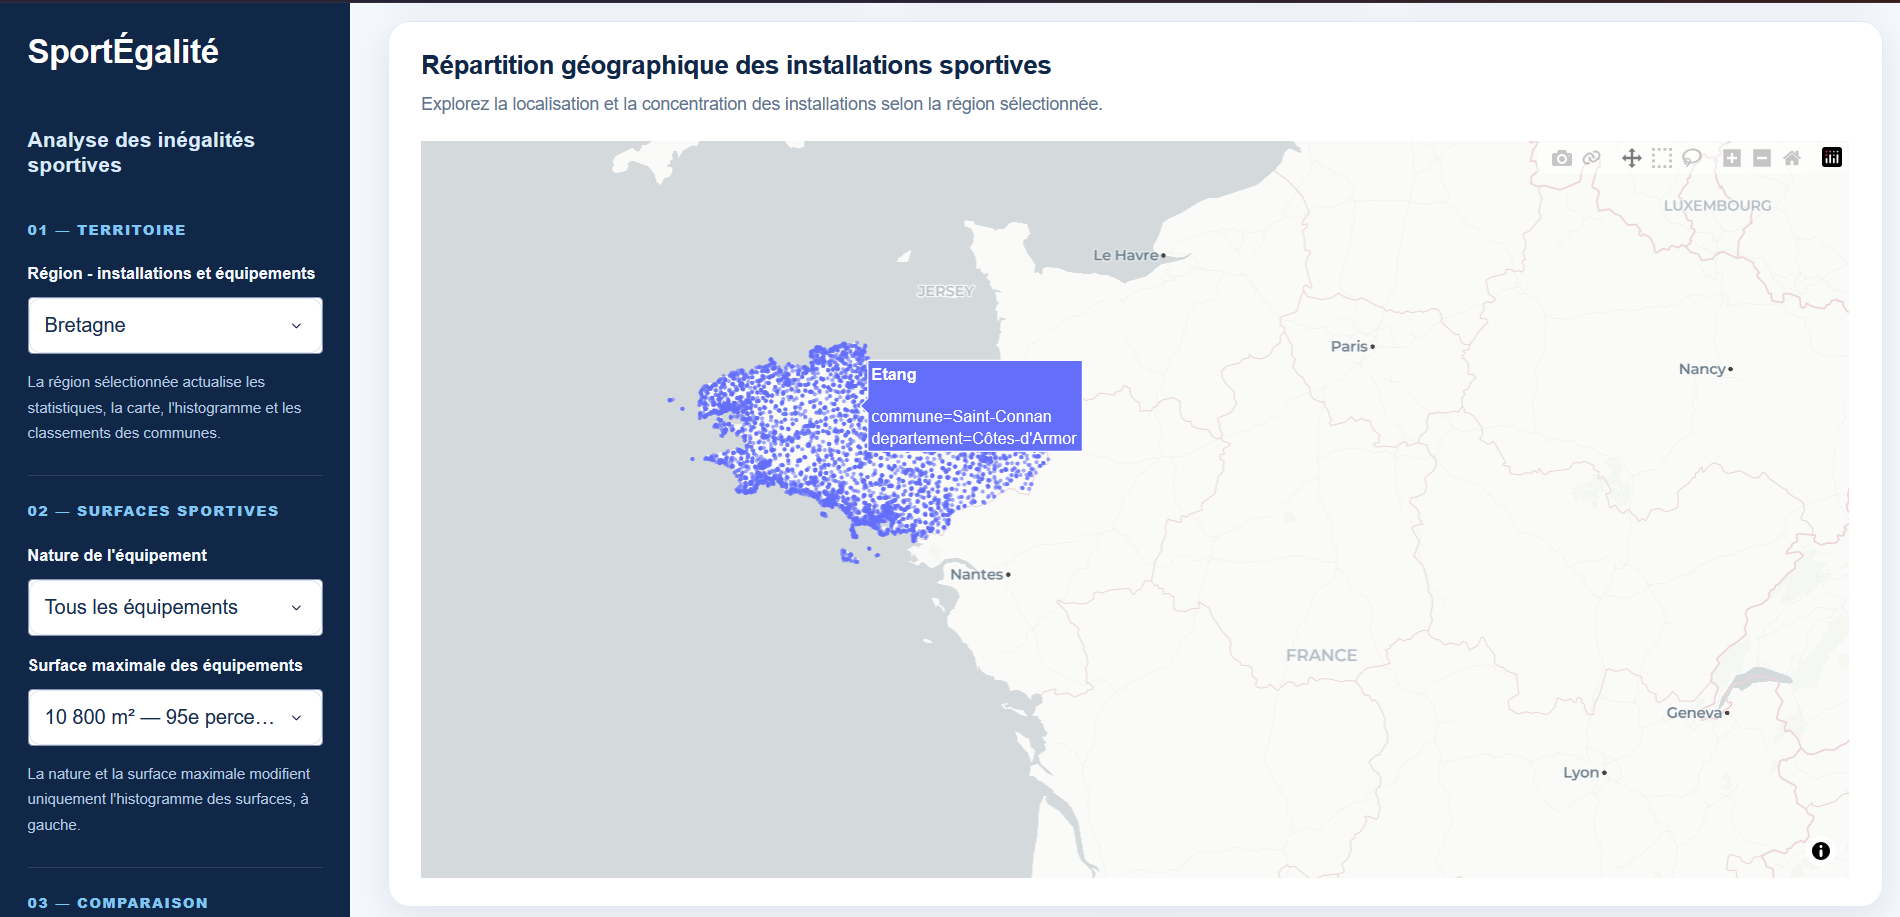 SportÉgalité
Analyse des inégalités
sportives
01 — TERRITOIRE
Région - installations et équipements
Bretagne
La région sélectionnée actualise les
statistiques, la carte, l'histogramme et les
classements des communes.
02 — SURFACES SPORTIVES
Nature de l'équipement
Tous les équipements
Surface maximale des équipements
10 800 m² — 95e perce…
La nature et la surface maximale modifient
uniquement l'histogramme des surfaces, à
gauche.
03 — COMPARAISON
Répartition géographique des installations sportives
Explorez la localisation et la concentration des installations selon la région sélectionnée.
LUXEMBOURG
Le Havre
JERSEY
Paris
Nancy
Etang
commune=Saint-Connan
departement=Côtes-d'Armor
Nantes
FRANCE
Geneva
Lyon